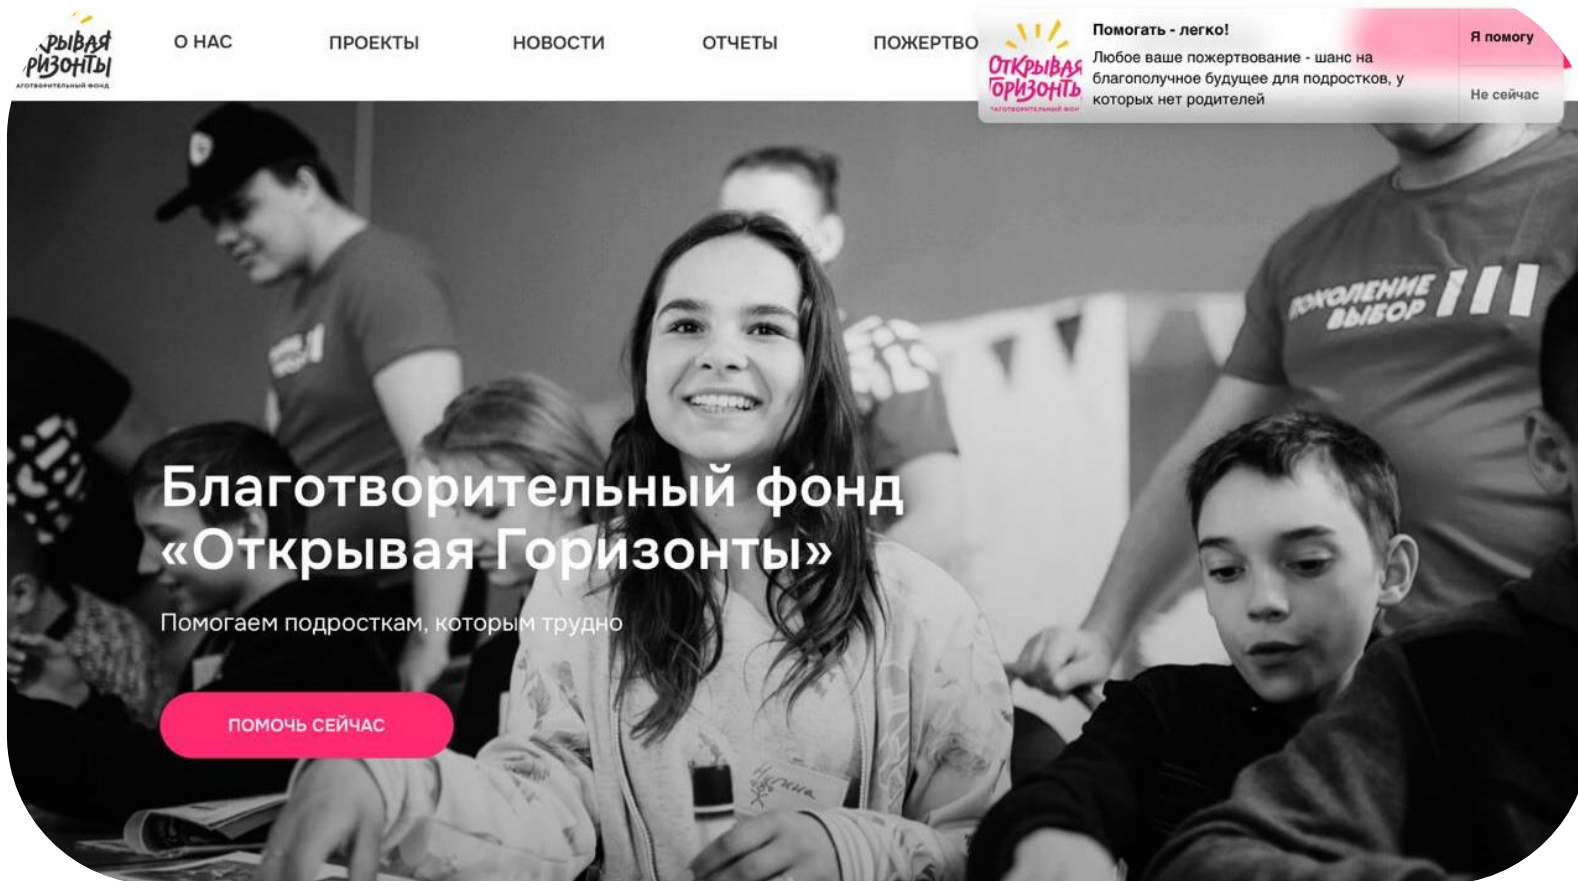 О НАС
ПРОЕКТЫ
НОВОСТИ
ОТЧЕТЫ
ПОЖЕРТВО
РЫВАЯ
РИЗОНТЫ
ОТКРЫВАЯ
ГОРИЗОНТЬ
Помогать - легко!
Любое ваше пожертвование - шанс на
благополучное будущее для подростков, у
которых нет родителей
Я помогу
Не сейчас
ПОКОЛЕНИЕ
ВЫБОР
Благотворительный фонд
«Открывая Горизонты»
Помогаем подросткам, которым трудно
ПОМОЧЬ СЕЙЧАС